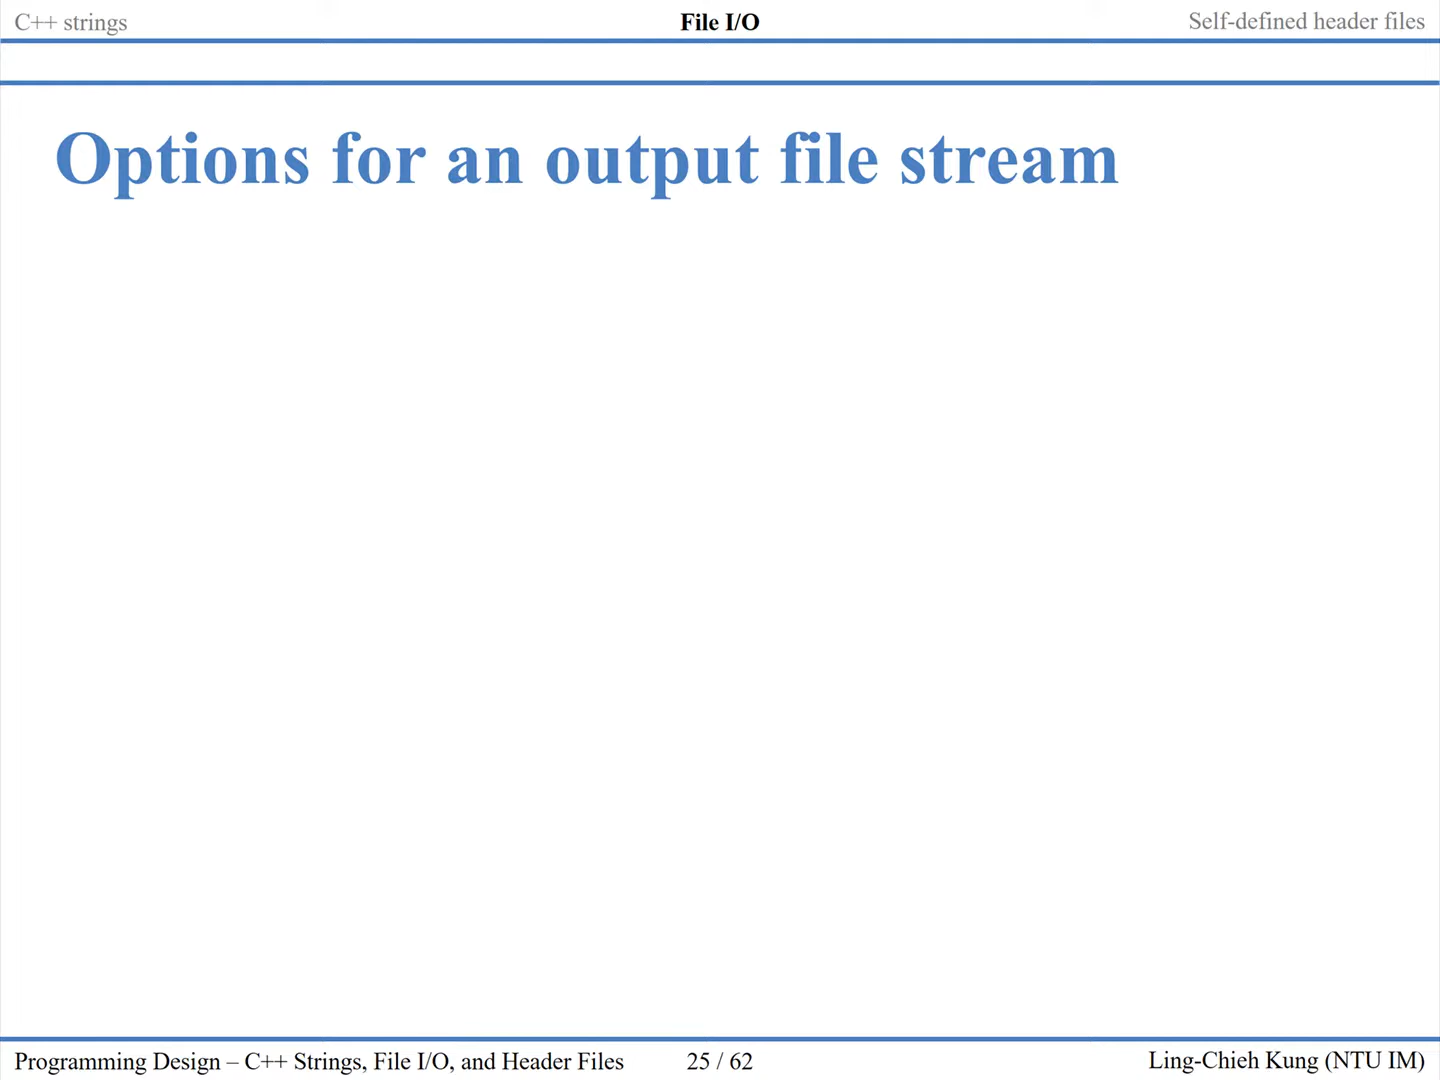 C++ strings
File I/O
Self-defined header files
Options for an output file stream
Programming Design – C++ Strings, File I/O, and Header Files
25 / 62
Ling-Chieh Kung (NTU IM)